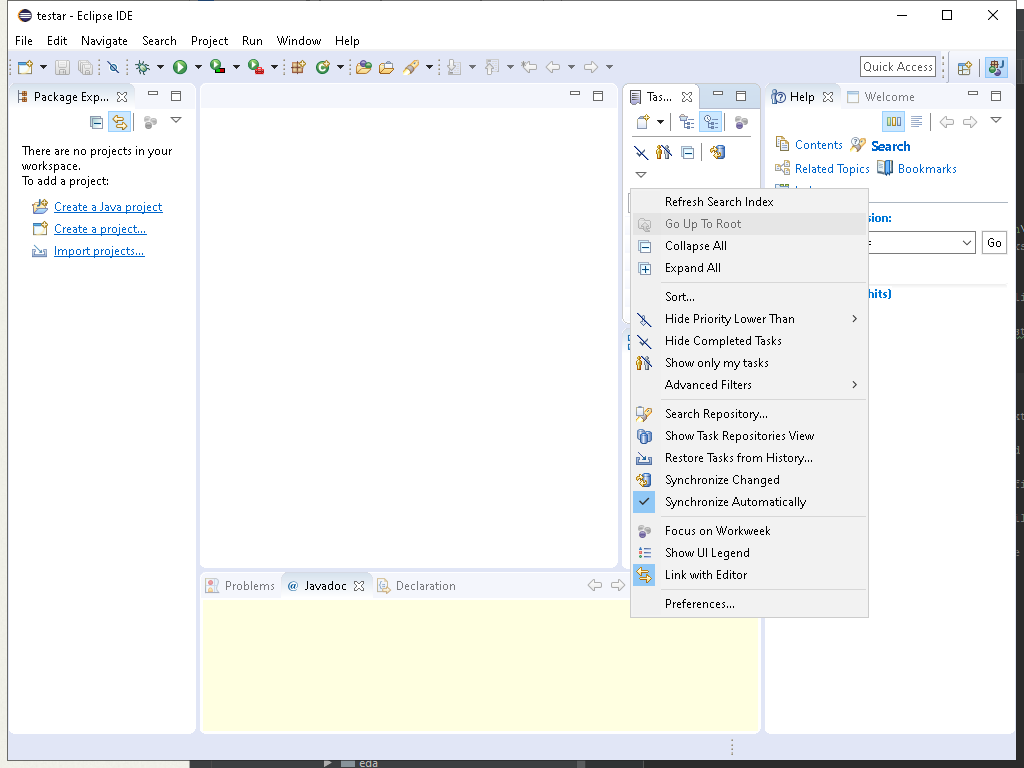 testar - Eclipse IDE
File Edit Navigate Search Project Run Window Help
Quick Access
Package Exp...
Tas...
Help
Welcome
There are no projects in your
workspace.
To add a project:
Create a Java project
Create a project...
Import projects...
Contents
Search
Related Topics
Bookmarks
Refresh Search Index
Go Up To Root
Collapse All
Expand All
Sort...
Hide Priority Lower Than
Hide Completed Tasks
Show only my tasks
Advanced Filters
Search Repository...
Show Task Repositories View
Restore Tasks from History...
Synchronize Changed
Synchronize Automatically
Focus on Workweek
Show UI Legend
Link with Editor
Preferences...
sion:
Go
hits)
Problems
@ Javadoc
Declaration
eda